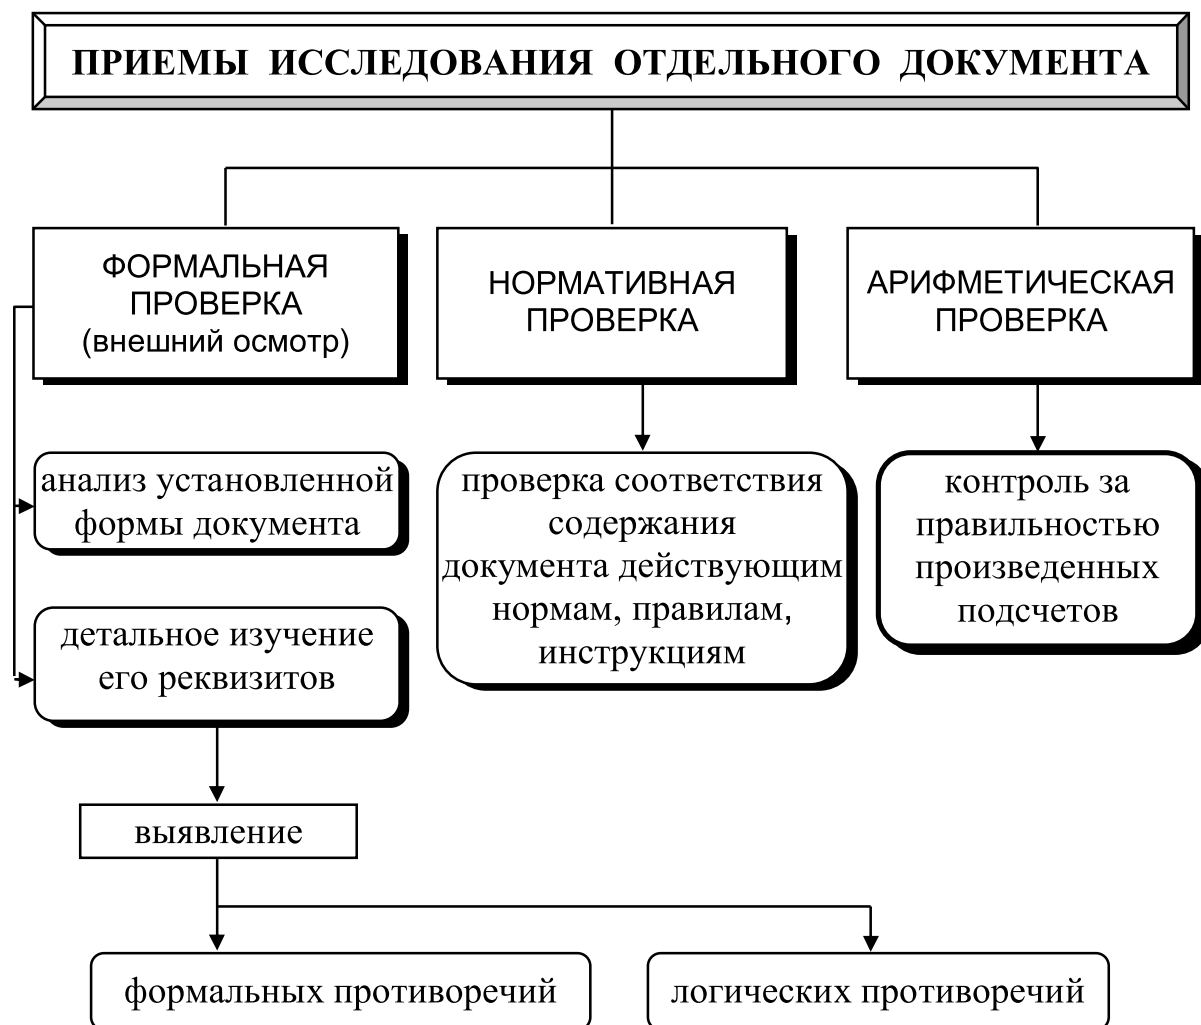 ПРИЕМЫ ИССЛЕДОВАНИЯ ОТДЕЛЬНОГО ДОКУМЕНТА
ФОРМАЛЬНАЯ
ПРОВЕРКА
(внешний осмотр)
НОРМАТИВНАЯ
ПРОВЕРКА
АРИФМЕТИЧЕСКАЯ
ПРОВЕРКА
анализ установленной
формы документа
проверка соответствия
содержания
документа действующим
нормам, правилам,
инструкциям
контроль за
правильностью
произведенных
подсчетов
детальное изучение
его реквизитов
выявление
формальных противоречий
логических противоречий